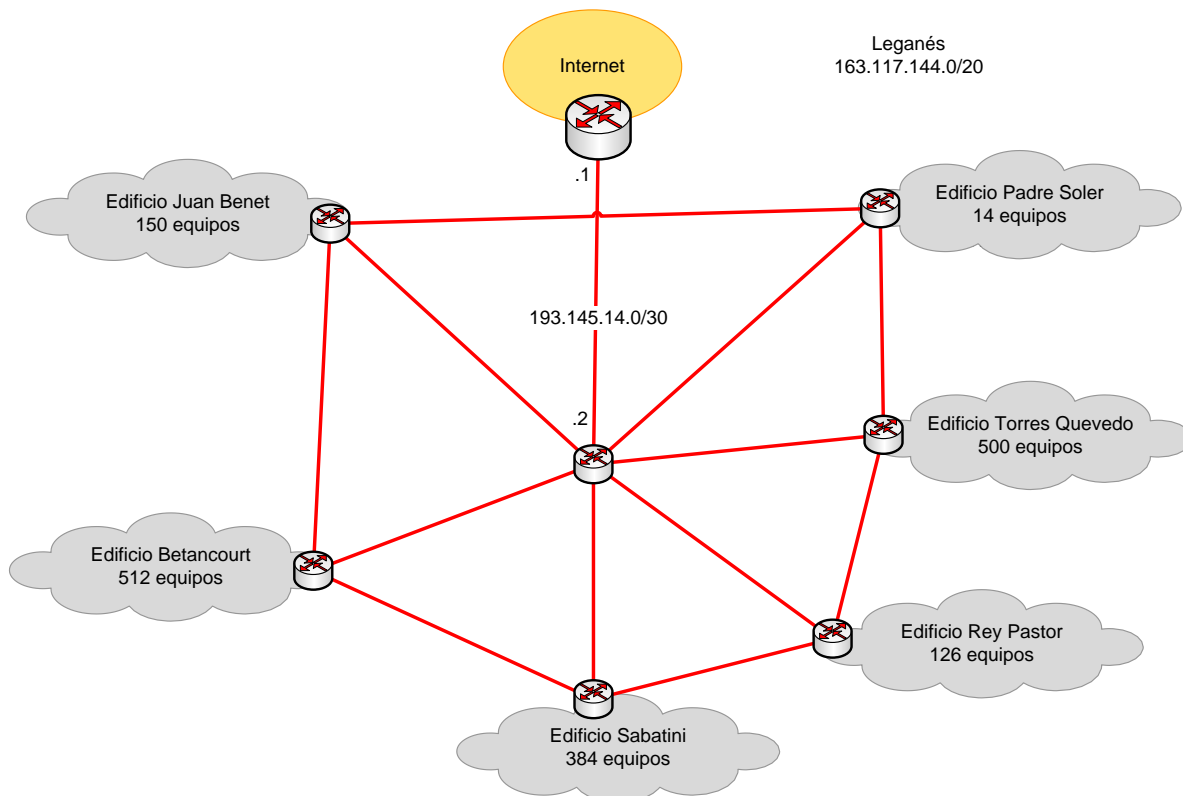 Internet
Leganés
163.117.144.0/20
.1
Edificio Juan Benet
150 equipos
Edificio Padre Soler
14 equipos
193.145.14.0/30
.2
Edificio Torres Quevedo
500 equipos
Edificio Betancourt
512 equipos
Edificio Rey Pastor
126 equipos
Edificio Sabatini
384 equipos